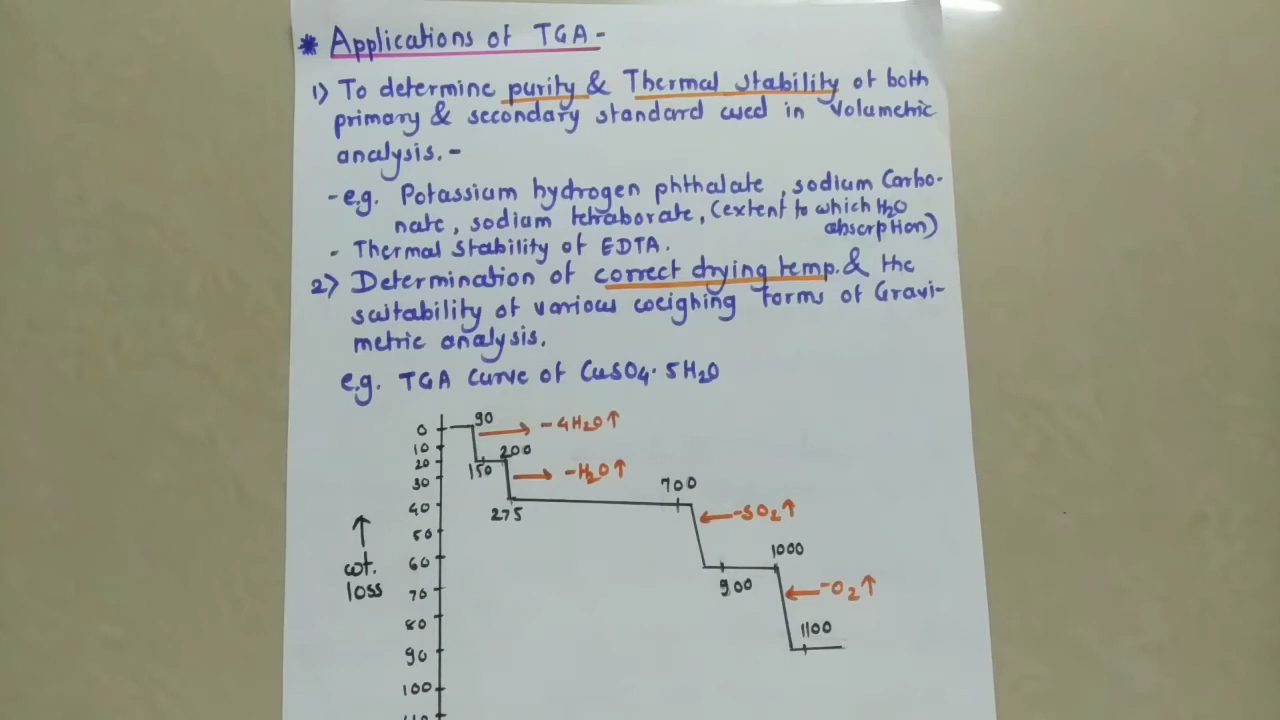 * Applications of TGA -
1) To determine purity & Thermal stability of both
primary & secondary standard used in volumetric
analysis. -
- e.g. Potassium hydrogen phthalate, sodium Carbo-
nate, sodium tetraborate, (extent to which H₂O
absorption)
- Thermal stability of EDTA.
2) Determination of correct drying temp. & the
suitability of various weighing forms of Gravi-
metric analysis.
e.g. TGA curve of CuSO₄·5H₂O
90
0
-4H₂O↑
10
200
20
150
-H₂O↑
30
700
40
275
-SO₂↑
50
1000
60
↑
wt.
loss
900
-O₂↑
70
80
1100
90
100
110